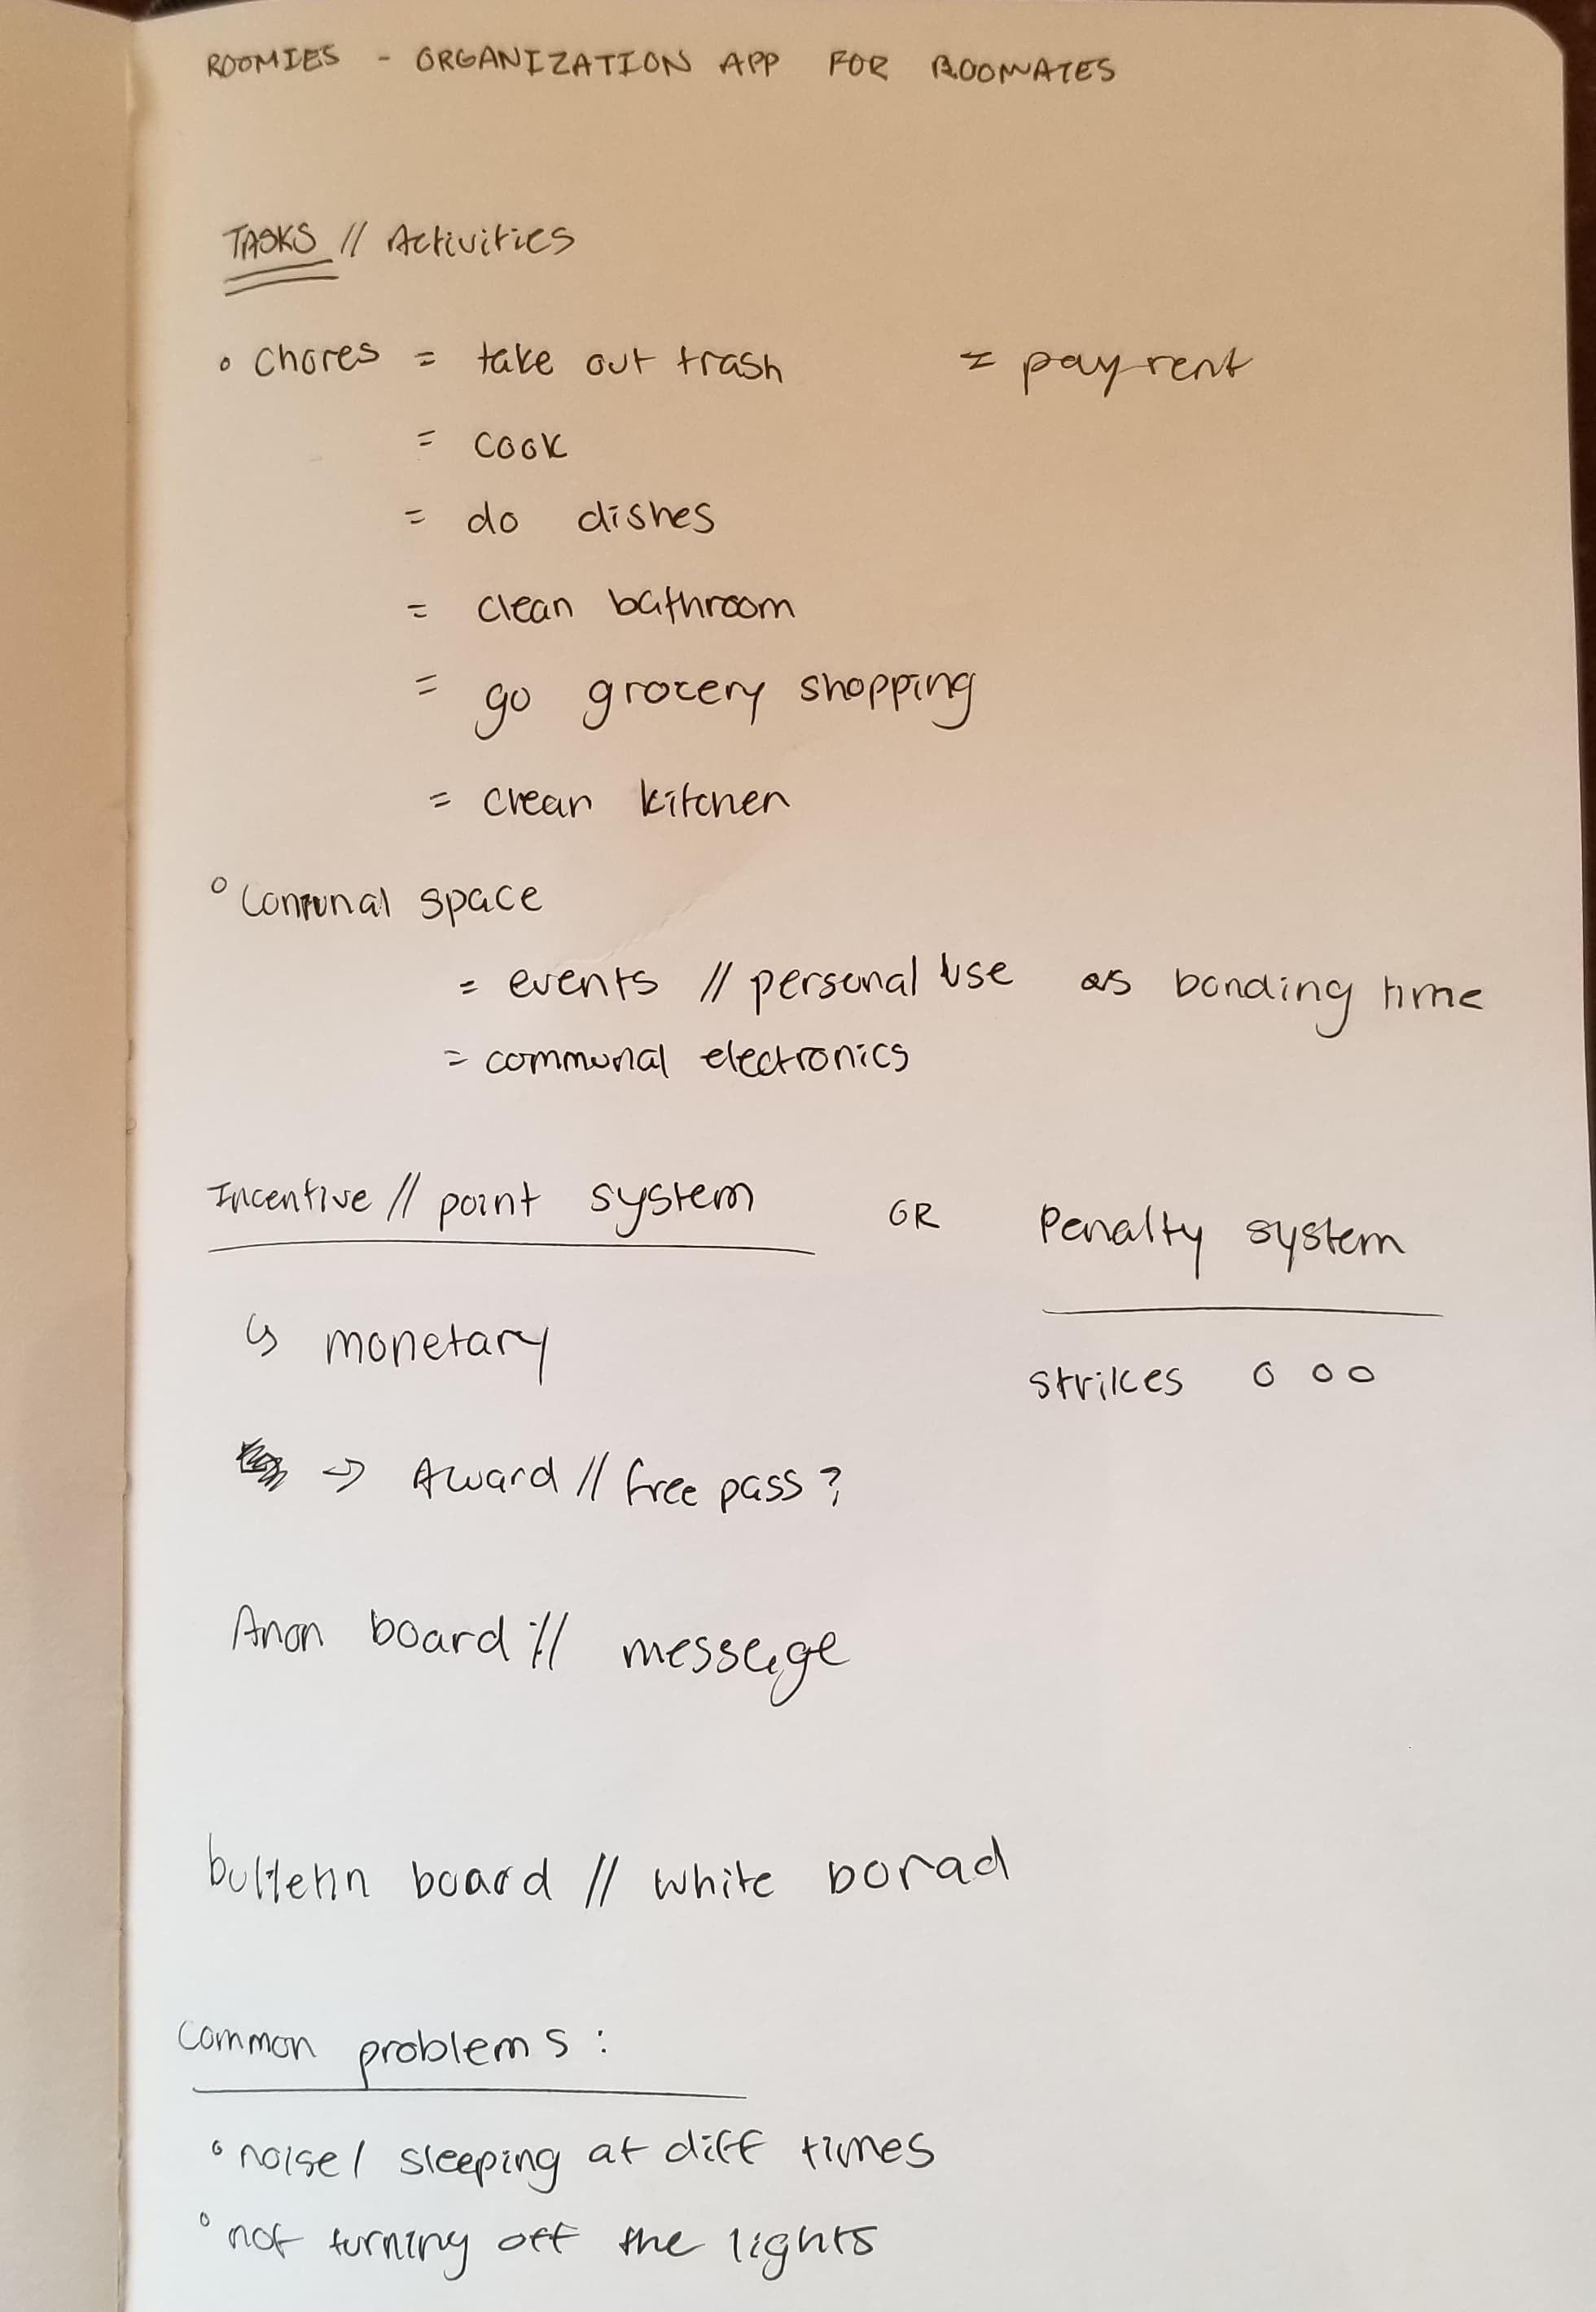 ROOMIES - ORGANIZATION APP FOR ROOMATES
TASKS // Activities
• Chores = take out trash = pay rent
= cook
= do dishes
= clean bathroom
= go grocery shopping
= clean kitchen
• Communal space
= events // personal use as bonding time
= communal electronics
Incentive // point system OR Penalty system
↳ monetary
strikes o o o
→ Award // free pass?
Anon board // message
bulletin board // white borad
Common problems:
• noise/ sleeping at diff times
• not turning off the lights